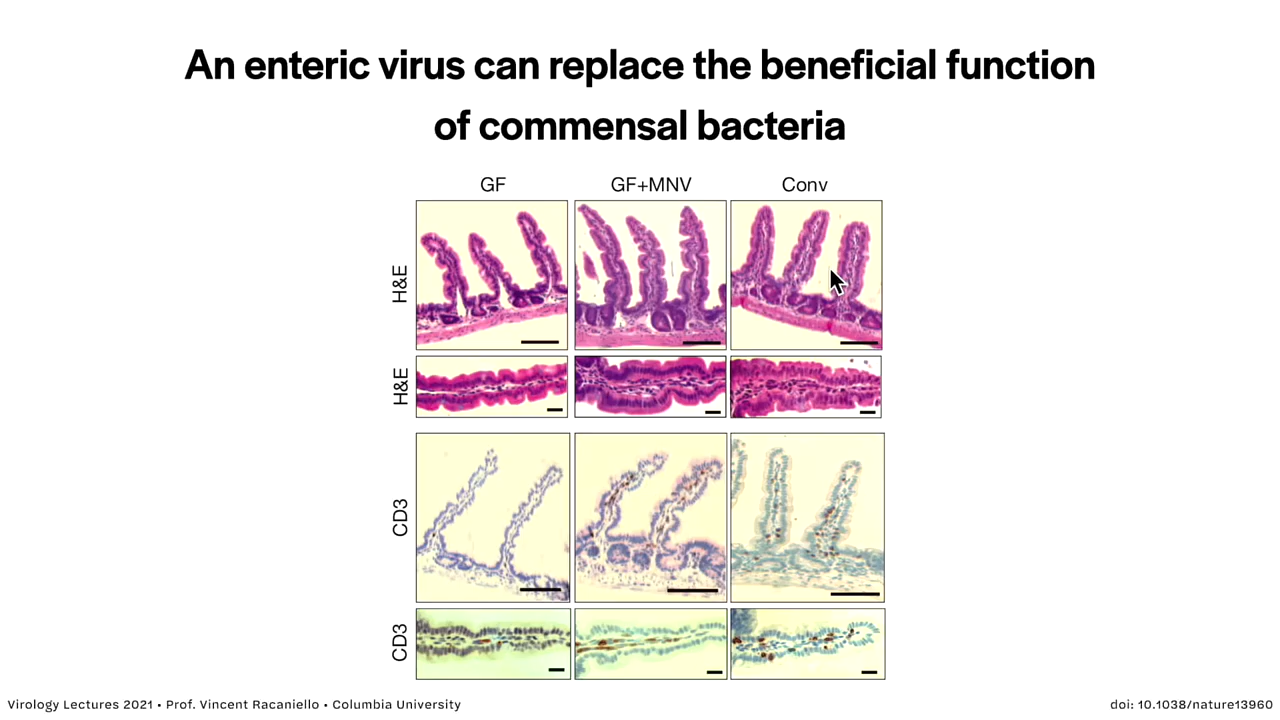 An enteric virus can replace the beneficial function
of commensal bacteria
GF GF+MNV Conv
H&E
H&E
CD3
CD3
Virology Lectures 2021 • Prof. Vincent Racaniello • Columbia University
doi: 10.1038/nature13960